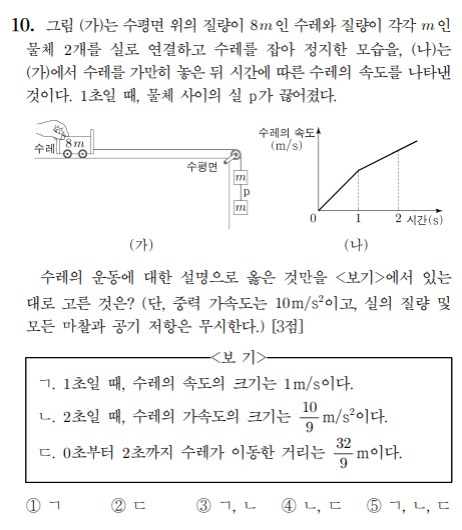 10. 그림 (가)는 수평면 위의 질량이 8m인 수레와 질량이 각각 m인
물체 2개를 실로 연결하고 수레를 잡아 정지한 모습을, (나)는
(가)에서 수레를 가만히 놓은 뒤 시간에 따른 수레의 속도를 나타낸
것이다. 1초일 때, 물체 사이의 실 p가 끊어졌다.
수레
8m
수평면
m
p
m
(가)
수레의 속도
(m/s)
0 1 2 시간(s)
(나)
수레의 운동에 대한 설명으로 옳은 것만을 <보기>에서 있는
대로 고른 것은? (단, 중력 가속도는 10m/s²이고, 실의 질량 및
모든 마찰과 공기 저항은 무시한다.) [3점]
<보 기>
ㄱ. 1초일 때, 수레의 속도의 크기는 1m/s이다.
ㄴ. 2초일 때, 수레의 가속도의 크기는 10/9 m/s²이다.
ㄷ. 0초부터 2초까지 수레가 이동한 거리는 32/9 m이다.
① ㄱ ② ㄷ ③ ㄱ, ㄴ ④ ㄴ, ㄷ ⑤ ㄱ, ㄴ, ㄷ